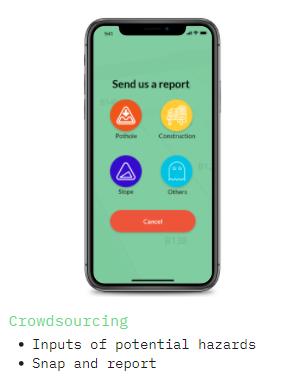 9:41
Send us a report
Pothole
Construction
Slope
Others
Cancel
B138
Crowdsourcing
• Inputs of potential hazards
• Snap and report